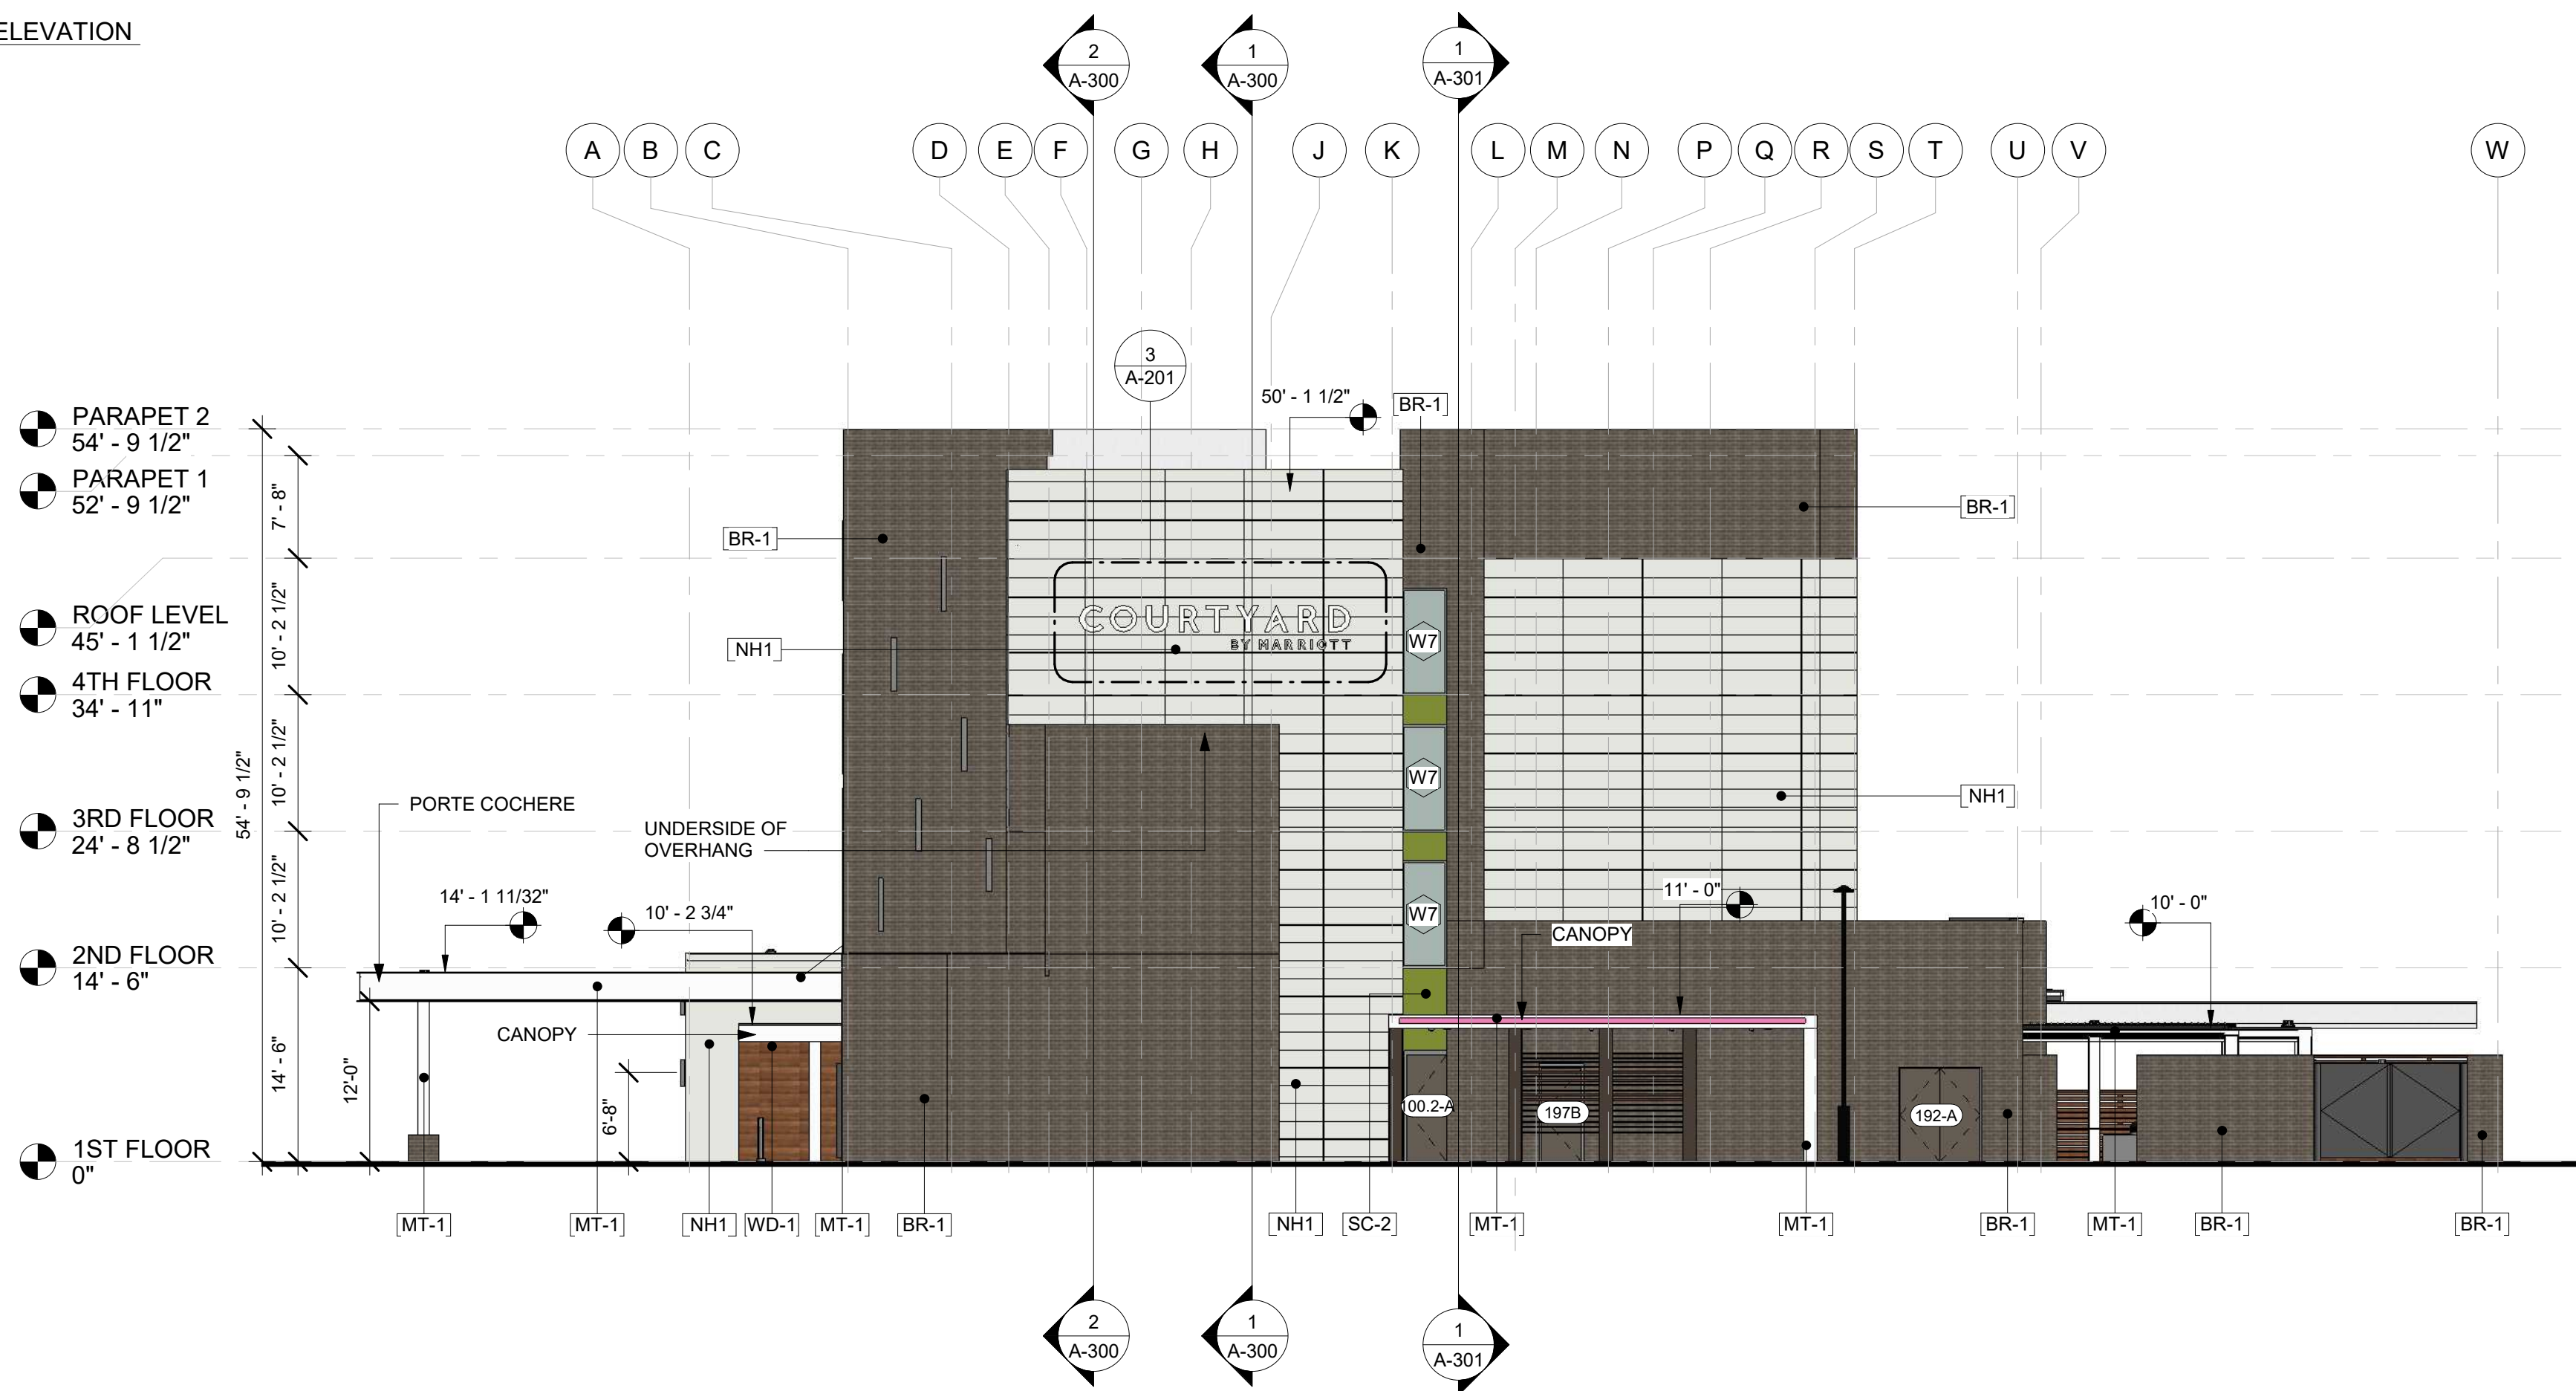 ELEVATION
2
A-300
1
A-300
1
A-301
A
B
C
D
E
F
G
H
J
K
L
M
N
P
Q
R
S
T
U
V
W
3
A-201
50' - 1 1/2"
BR-1
PARAPET 2
54' - 9 1/2"
PARAPET 1
52' - 9 1/2"
ROOF LEVEL
45' - 1 1/2"
4TH FLOOR
34' - 11"
3RD FLOOR
24' - 8 1/2"
2ND FLOOR
14' - 6"
1ST FLOOR
0"
54' - 9 1/2"
7' - 8"
10' - 2 1/2"
10' - 2 1/2"
10' - 2 1/2"
14' - 6"
12'-0"
6'-8"
BR-1
BR-1
NH1
COURTYARD
BY MARRIOTT
W7
W7
W7
NH1
PORTE COCHERE
UNDERSIDE OF
OVERHANG
14' - 1 11/32"
10' - 2 3/4"
11' - 0"
10' - 0"
CANOPY
CANOPY
100.2-A
197B
192-A
MT-1
MT-1
NH1
WD-1
MT-1
BR-1
NH1
SC-2
MT-1
MT-1
BR-1
MT-1
BR-1
BR-1
2
A-300
1
A-300
1
A-301